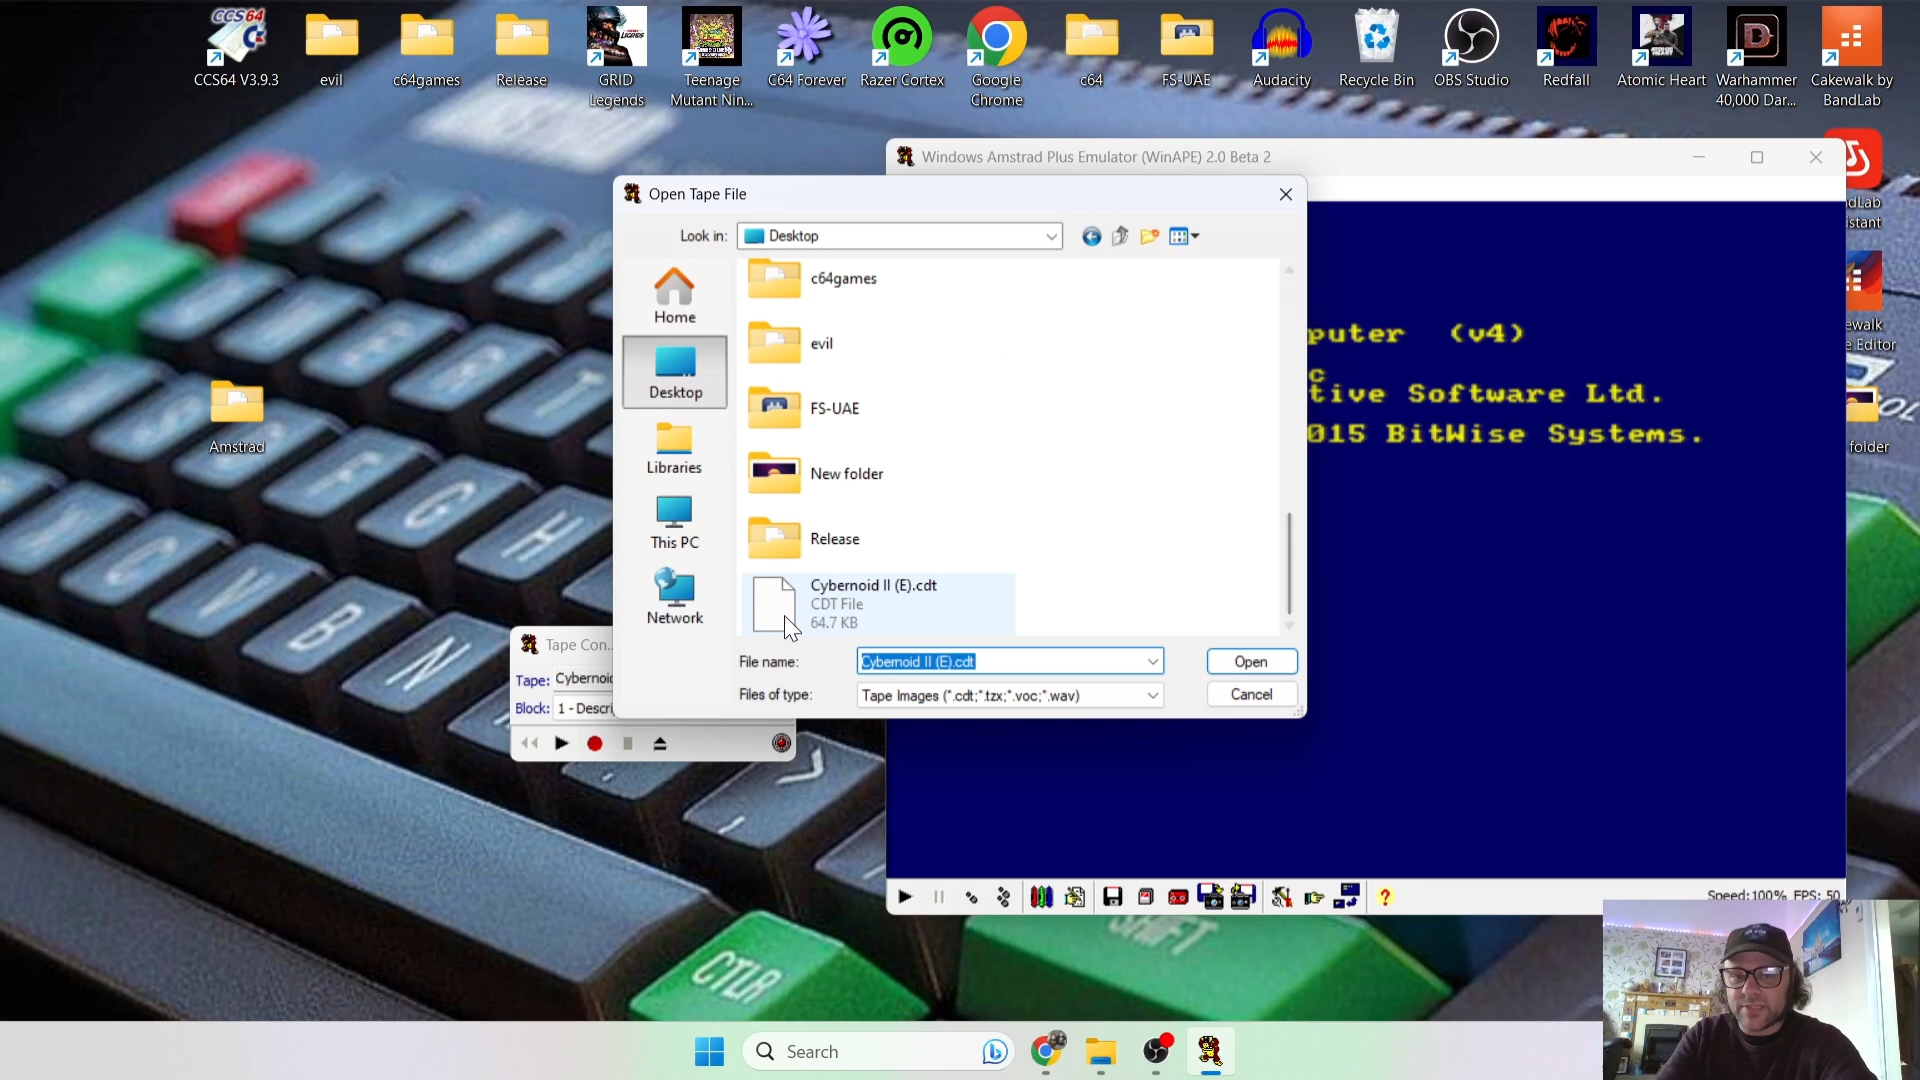 CCS64 V3.9.3
evil
c64games
Release
GRID
Legends
Teenage
Mutant Nin...
C64 Forever
Razer Cortex
Google
Chrome
c64
FS-UAE
Audacity
Recycle Bin
OBS Studio
Redfall
Atomic Heart
Warhammer
40,000 Dar...
Cakewalk by
BandLab
Amstrad
Windows Amstrad Plus Emulator (WinAPE) 2.0 Beta 2
Open Tape File
Look in:
Desktop
Home
Desktop
Libraries
This PC
Network
c64games
evil
FS-UAE
New folder
Release
Cybernoid II (E).cdt
CDT File
64.7 KB
File name:
Cybernoid II (E).cdt
Open
Files of type:
Tape Images (*.cdt;*.tzx;*.voc;*.wav)
Cancel
puter (v4)
tive Software Ltd.
015 BitWise Systems.
folder
Tape Con...
Tape: Cybernoid
Block: 1 - Descri
Speed:100% FPS: 50
CTLR
SHIFT
Search